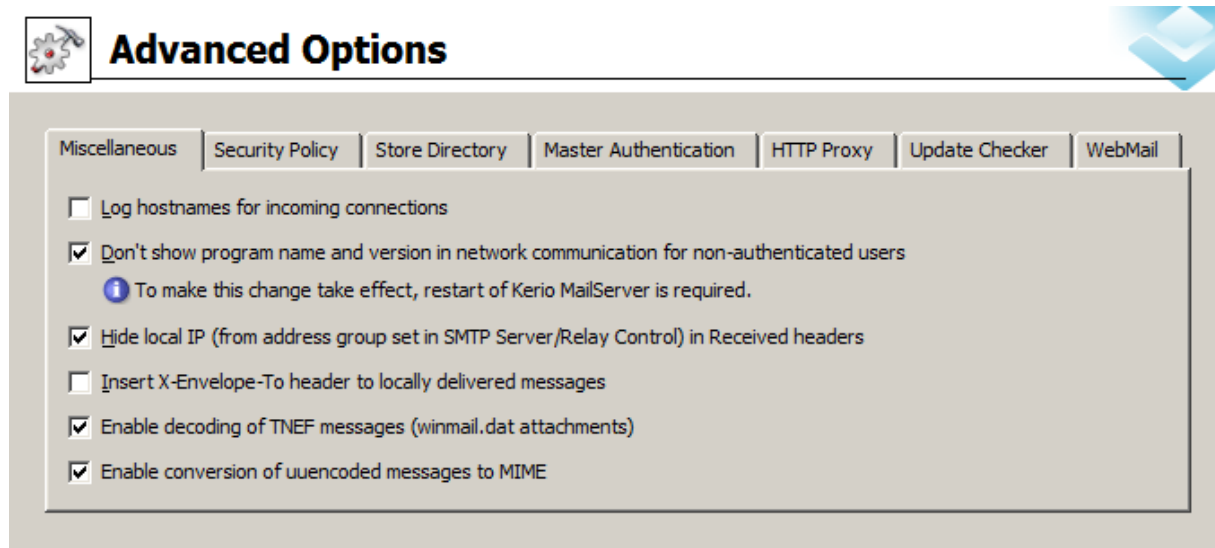 Advanced Options
Miscellaneous Security Policy Store Directory Master Authentication HTTP Proxy Update Checker WebMail
Log hostnames for incoming connections
Don't show program name and version in network communication for non-authenticated users
To make this change take effect, restart of Kerio MailServer is required.
Hide local IP (from address group set in SMTP Server/Relay Control) in Received headers
Insert X-Envelope-To header to locally delivered messages
Enable decoding of TNEF messages (winmail.dat attachments)
Enable conversion of uuencoded messages to MIME